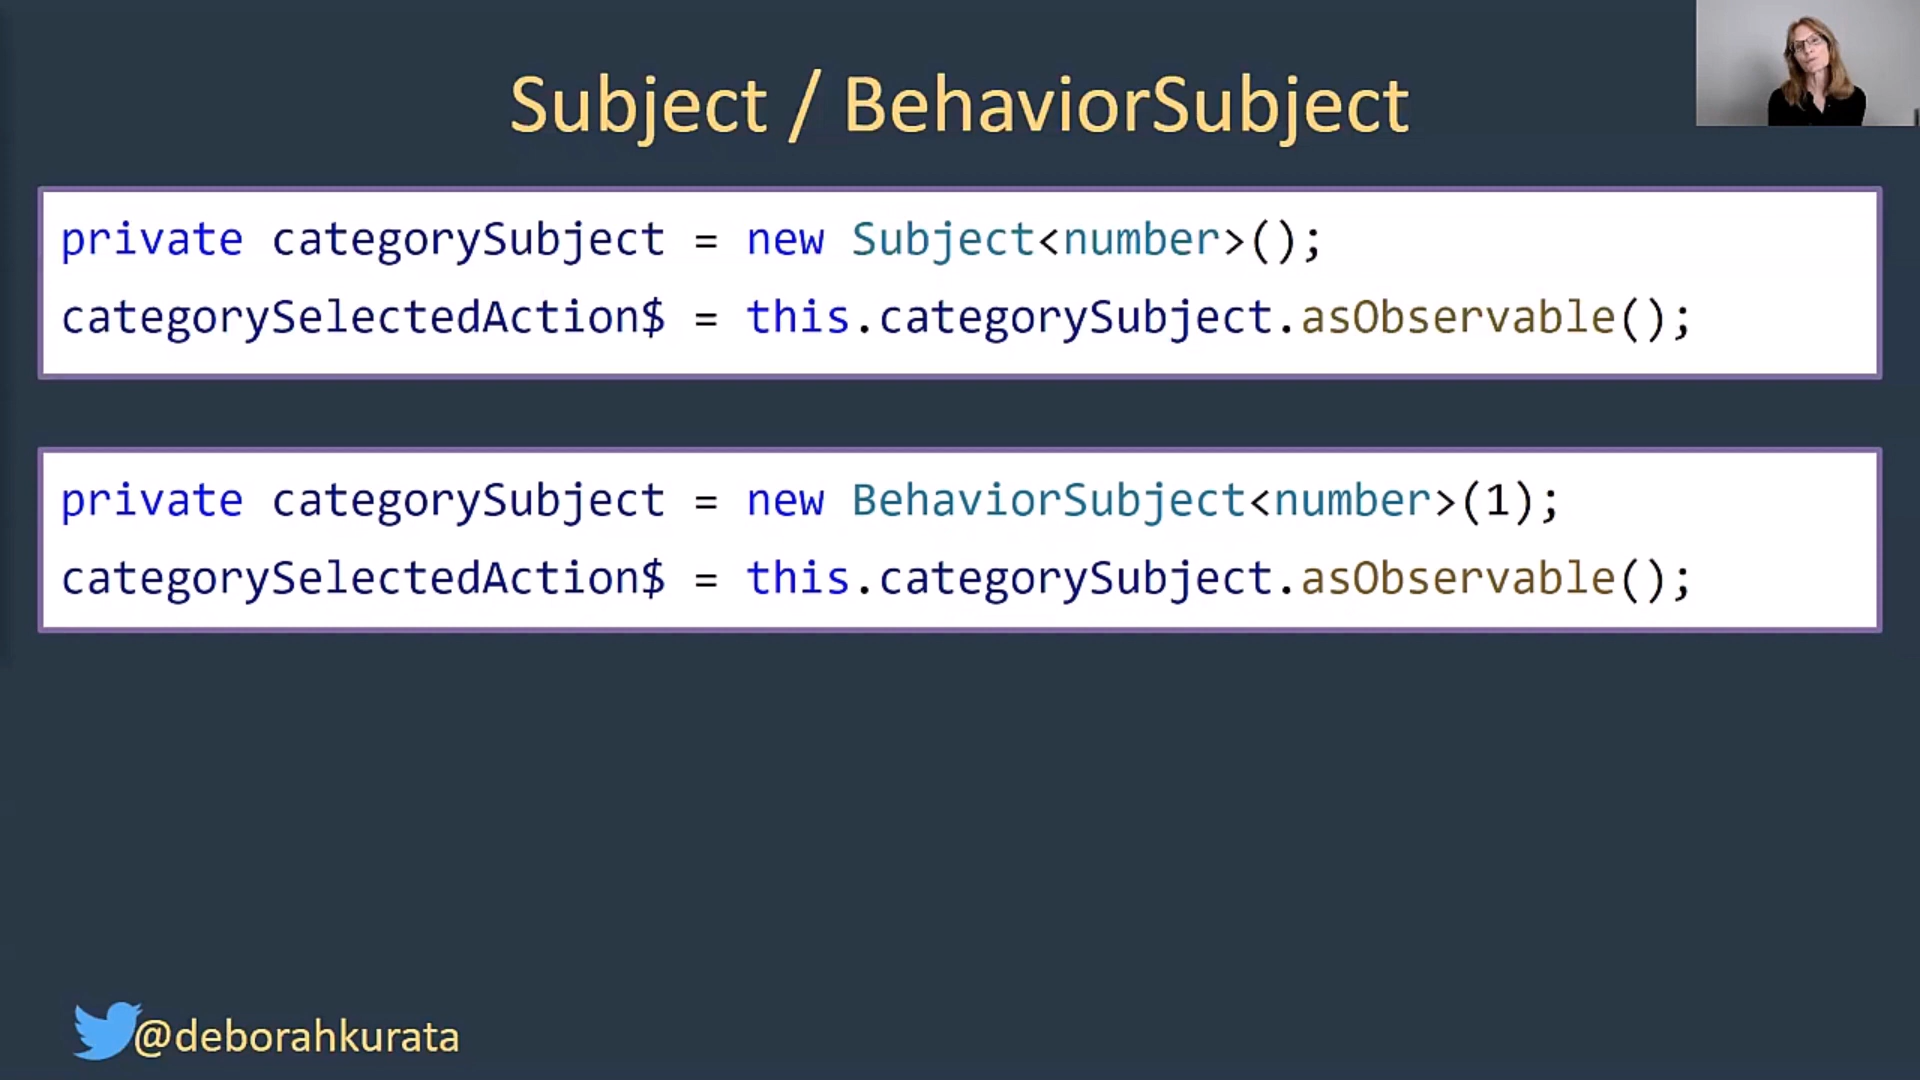 Subject / BehaviorSubject
private categorySubject = new Subject<number>();
categorySelectedAction$ = this.categorySubject.asObservable();
private categorySubject = new BehaviorSubject<number>(1);
categorySelectedAction$ = this.categorySubject.asObservable();
@deborahkurata